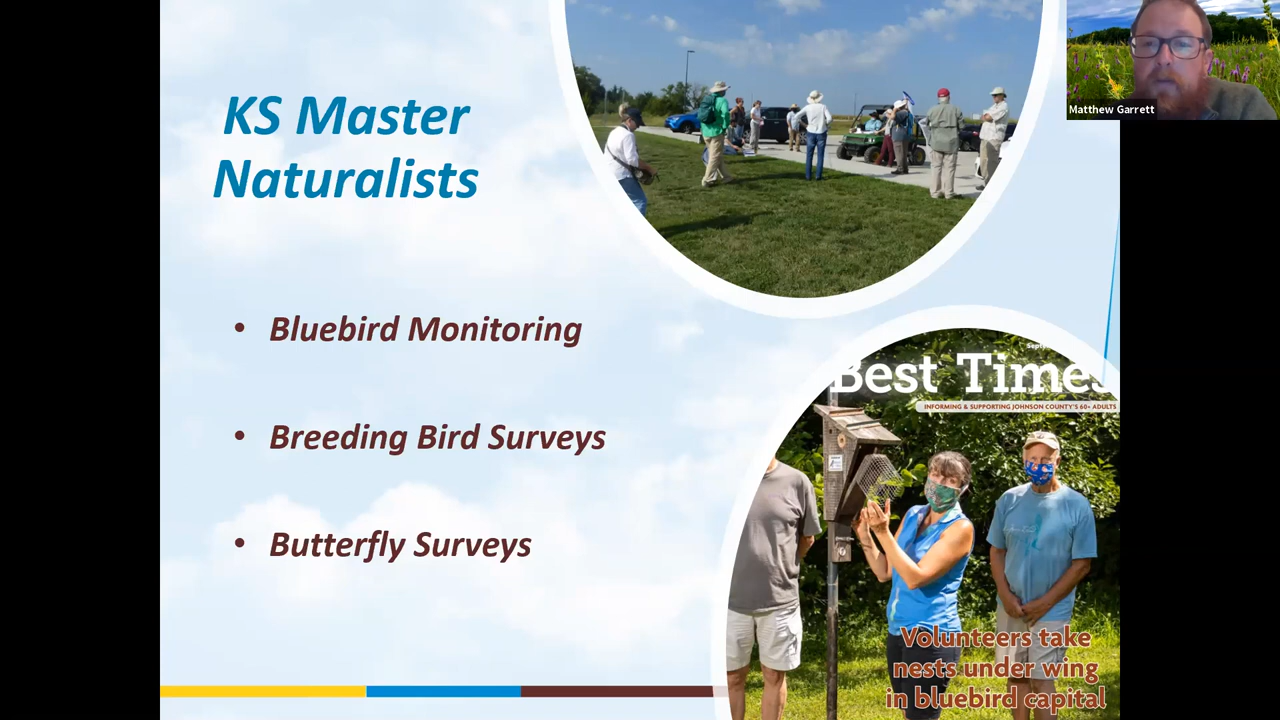 KS Master
Naturalists
• Bluebird Monitoring
• Breeding Bird Surveys
• Butterfly Surveys
Matthew Garrett
Best Times
INFORMING & SUPPORTING JOHNSON COUNTY'S 60+ ADULTS
Volunteers take
nests under wing
in bluebird capital